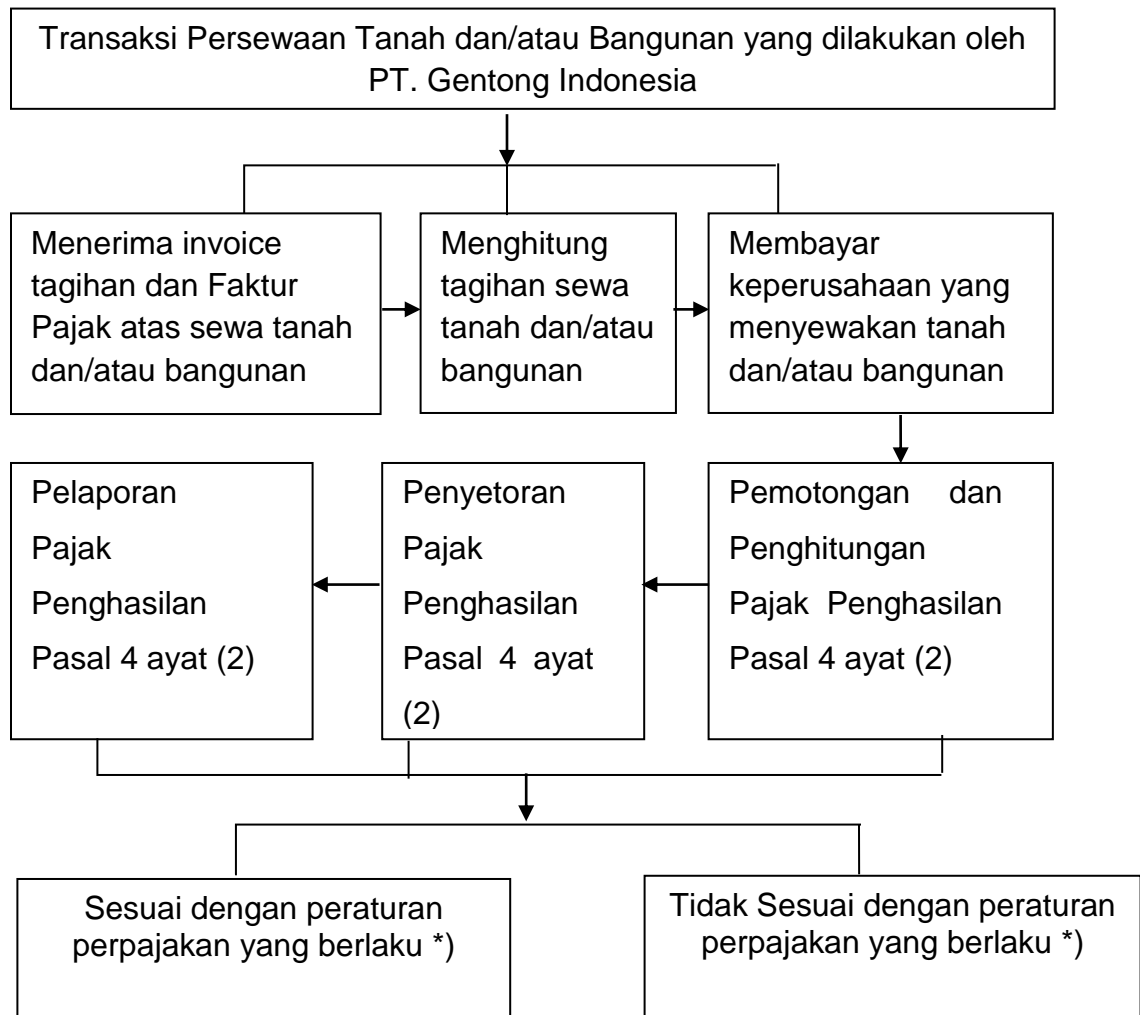 Transaksi Persewaan Tanah dan/atau Bangunan yang dilakukan oleh
PT. Gentong Indonesia
Menerima invoice
tagihan dan Faktur
Pajak atas sewa tanah
dan/atau bangunan
Menghitung
tagihan sewa
tanah dan/atau
bangunan
Membayar
keperusahaan yang
menyewakan tanah
dan/atau bangunan
Pelaporan
Pajak
Penghasilan
Pasal 4 ayat (2)
Penyetoran
Pajak
Penghasilan
Pasal 4 ayat
(2)
Pemotongan dan
Penghitungan
Pajak Penghasilan
Pasal 4 ayat (2)
Sesuai dengan peraturan
perpajakan yang berlaku *)
Tidak Sesuai dengan peraturan
perpajakan yang berlaku *)